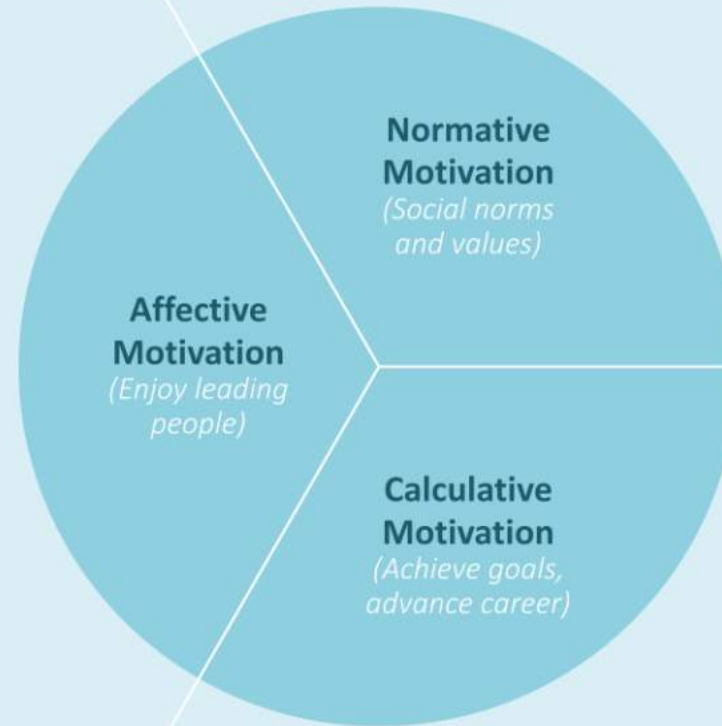 Normative
Motivation
(Social norms
and values)
Affective
Motivation
(Enjoy leading
people)
Calculative
Motivation
(Achieve goals,
advance career)